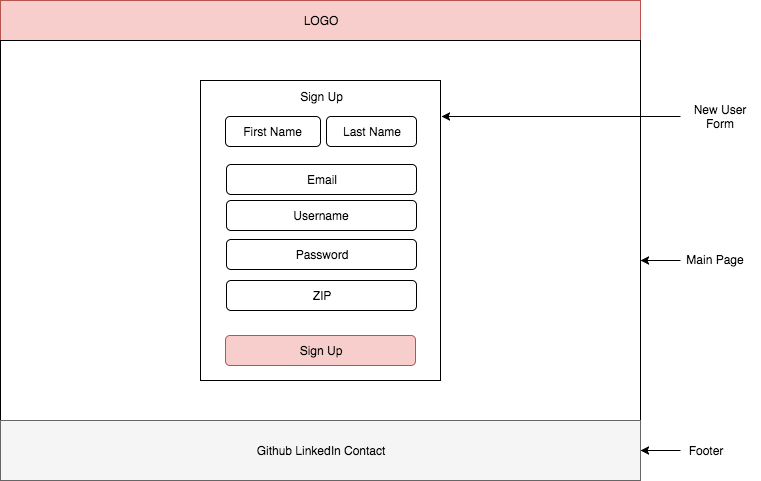 LOGO
Sign Up
First Name Last Name
New User
Form
Email
Username
Password
Main Page
ZIP
Sign Up
Github LinkedIn Contact
Footer